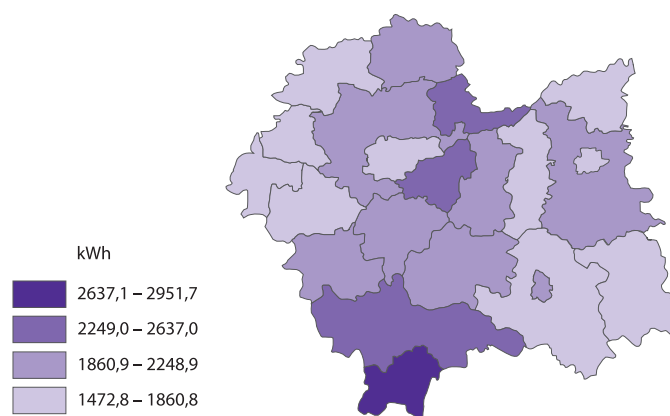 kWh
2637,1 – 2951,7
2249,0 – 2637,0
1860,9 – 2248,9
1472,8 – 1860,8